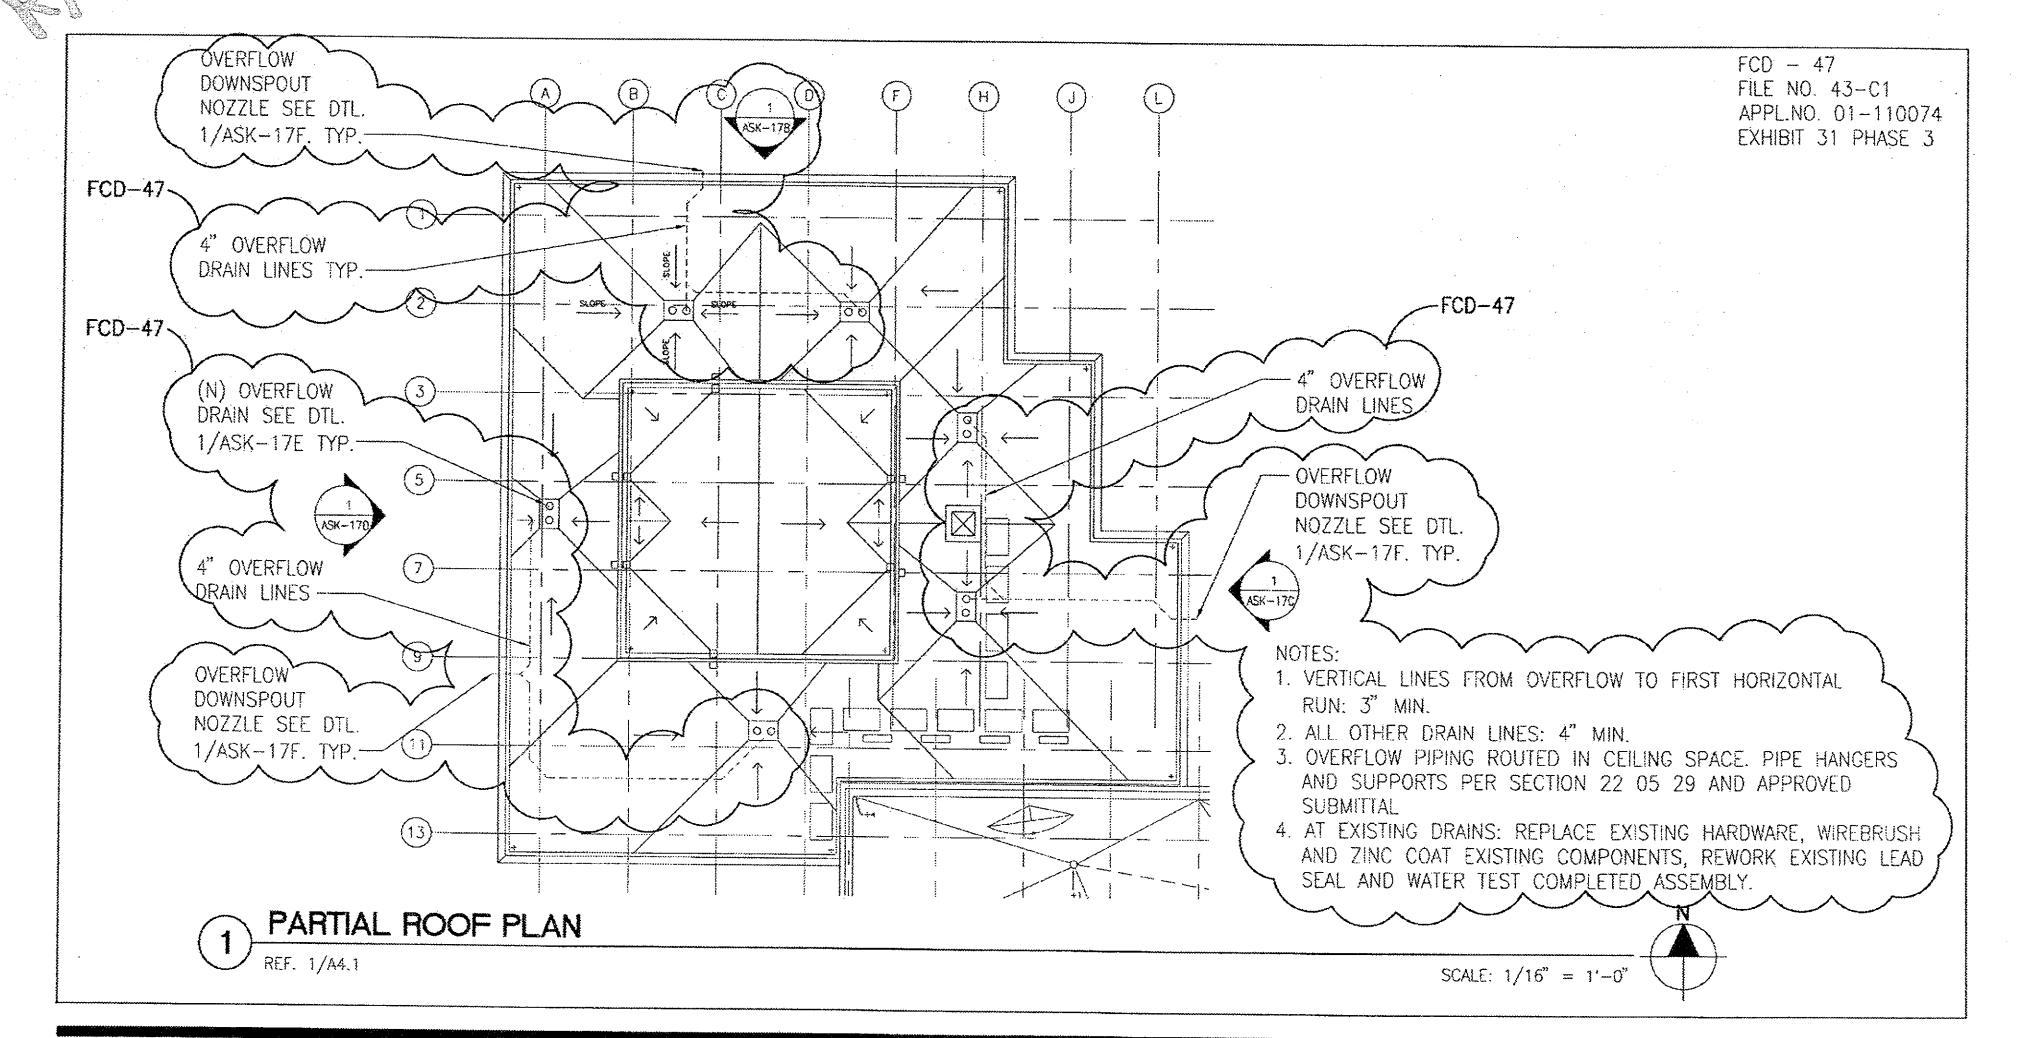 OVERFLOW
DOWNSPOUT
NOZZLE SEE DTL.
1/ASK-17F. TYP.
FCD - 47
FILE NO. 43-C1
APPL.NO. 01-110074
EXHIBIT 31 PHASE 3
A
B
C
D
F
H
J
L
1
ASK-17B
FCD-47
4" OVERFLOW
DRAIN LINES TYP.
1
2
SLOPE
SLOPE
SLOPE
SLOPE
FCD-47
(N) OVERFLOW
DRAIN SEE DTL.
1/ASK-17E TYP.
3
5
7
9
11
13
1
ASK-17D
4" OVERFLOW
DRAIN LINES
OVERFLOW
DOWNSPOUT
NOZZLE SEE DTL.
1/ASK-17F. TYP.
FCD-47
4" OVERFLOW
DRAIN LINES
OVERFLOW
DOWNSPOUT
NOZZLE SEE DTL.
1/ASK-17F. TYP.
1
ASK-17C
NOTES:
1. VERTICAL LINES FROM OVERFLOW TO FIRST HORIZONTAL
RUN: 3" MIN.
2. ALL OTHER DRAIN LINES: 4" MIN.
3. OVERFLOW PIPING ROUTED IN CEILING SPACE. PIPE HANGERS
AND SUPPORTS PER SECTION 22 05 29 AND APPROVED
SUBMITTAL
4. AT EXISTING DRAINS: REPLACE EXISTING HARDWARE, WIREBRUSH
AND ZINC COAT EXISTING COMPONENTS, REWORK EXISTING LEAD
SEAL AND WATER TEST COMPLETED ASSEMBLY.
1
PARTIAL ROOF PLAN
REF. 1/A4.1
SCALE: 1/16" = 1'-0"
N